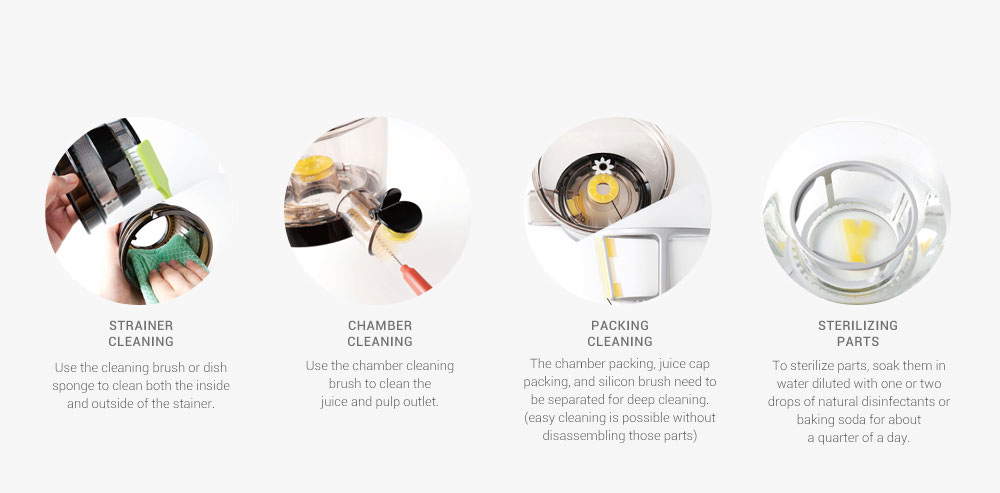 STRAINER
CLEANING
Use the cleaning brush or dish
sponge to clean both the inside
and outside of the stainer.
CHAMBER
CLEANING
Use the chamber cleaning
brush to clean the
juice and pulp outlet.
PACKING
CLEANING
The chamber packing, juice cap
packing, and silicon brush need to
be separated for deep cleaning.
(easy cleaning is possible without
disassembling those parts)
STERILIZING
PARTS
To sterilize parts, soak them in
water diluted with one or two
drops of natural disinfectants or
baking soda for about
a quarter of a day.